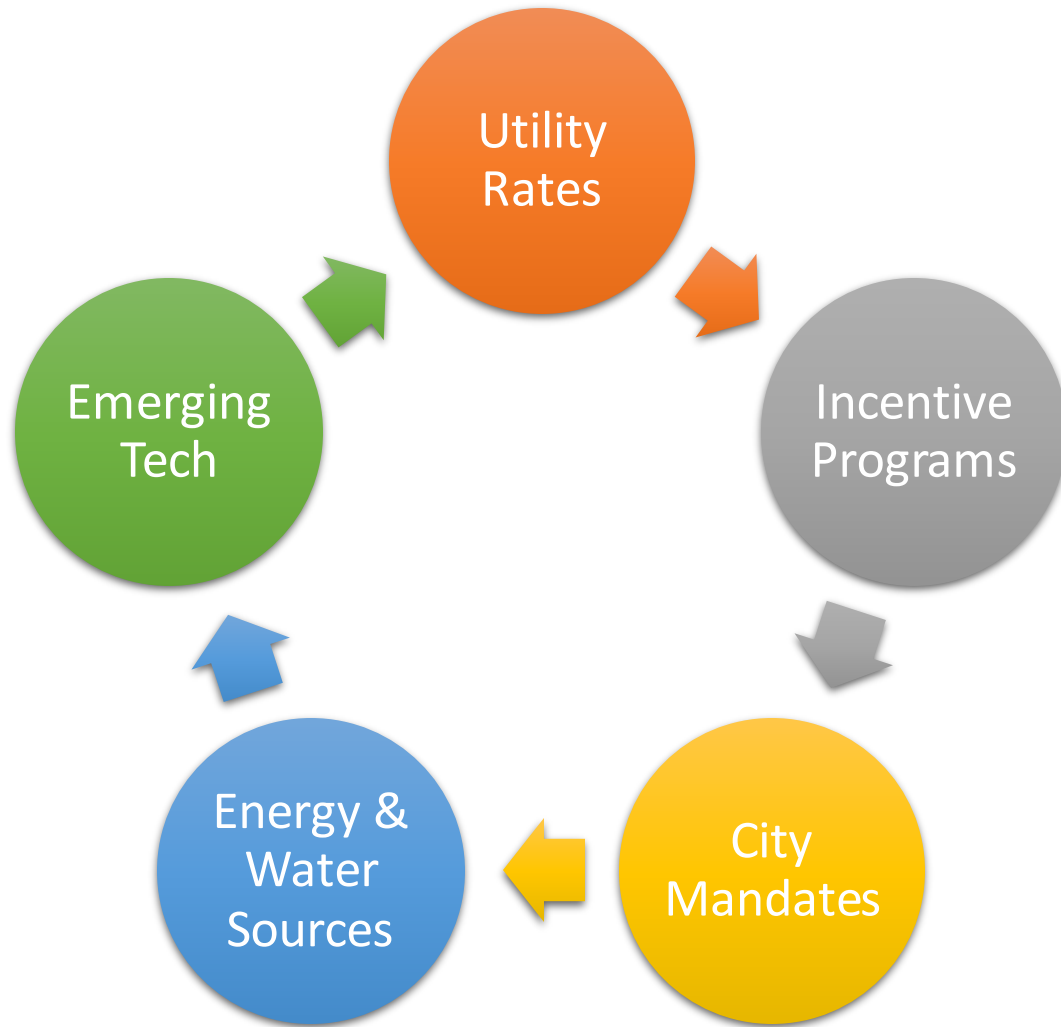 Utility
Rates
Incentive
Programs
City
Mandates
Energy &
Water
Sources
Emerging
Tech